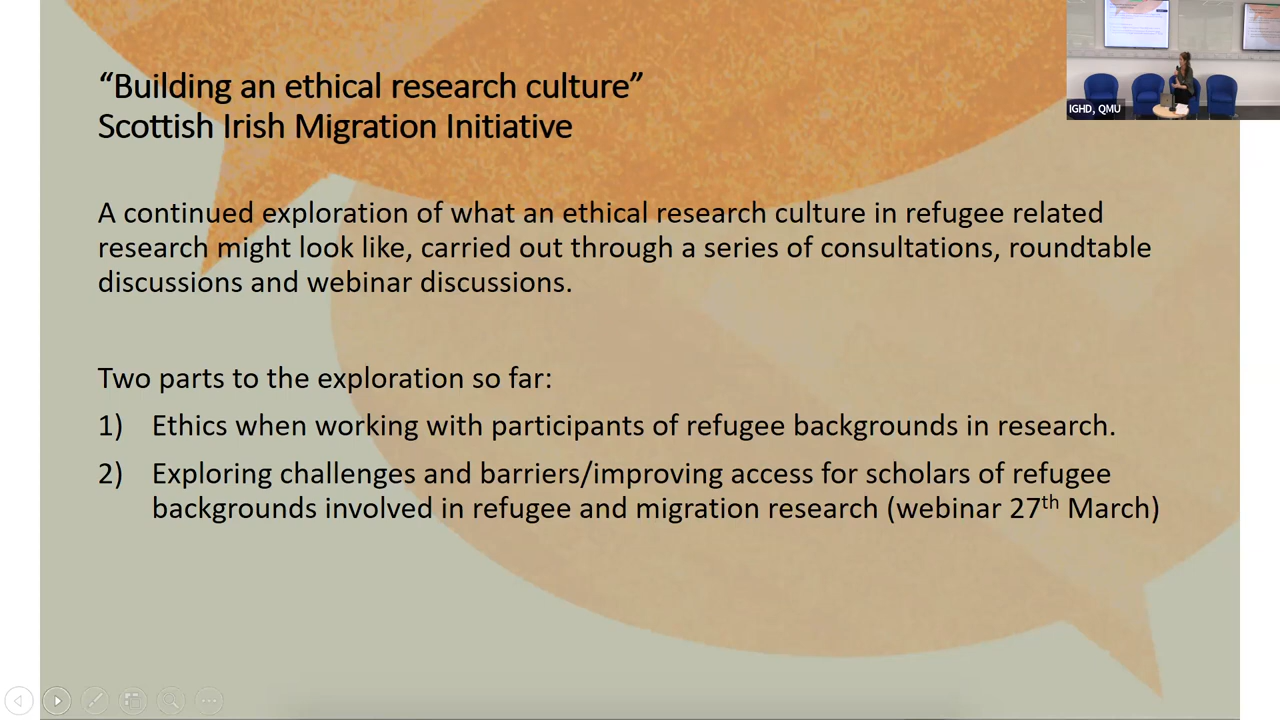 “Building an ethical research culture”
Scottish Irish Migration Initiative
IGHD, QMU
A continued exploration of what an ethical research culture in refugee related
research might look like, carried out through a series of consultations, roundtable
discussions and webinar discussions.
Two parts to the exploration so far:
1) Ethics when working with participants of refugee backgrounds in research.
2) Exploring challenges and barriers/improving access for scholars of refugee
backgrounds involved in refugee and migration research (webinar 27th March)